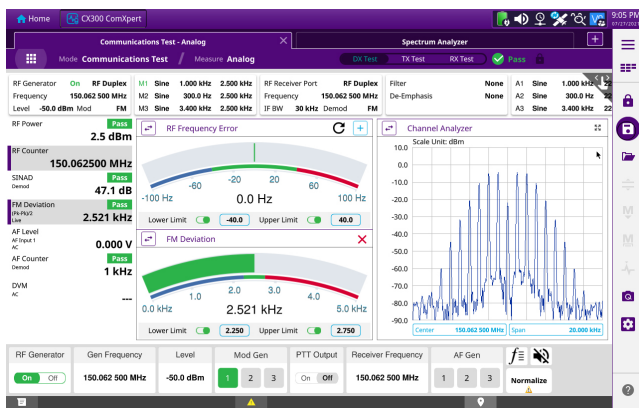 Home
CX300 ComXpert
9:05 PM
07/27/2021
Communications Test - Analog
Spectrum Analyzer
Mode Communications Test / Measure Analog
DX Test TX Test RX Test Pass
RF Generator On RF Duplex
Frequency 150.062 500 MHz
Level -50.0 dBm Mod FM
M1 Sine 1.000 kHz 2.500 kHz
M2 Sine 300.0 Hz 2.500 kHz
M3 Sine 3.400 kHz 2.500 kHz
RF Receiver Port RF Duplex
Frequency 150.062 500 MHz
IF BW 30 kHz Demod FM
Filter None
De-Emphasis None
A1 Sine 1.000 kHz
A2 Sine 300.0 Hz 22
A3 Sine 3.400 kHz 22
RF Power Pass
2.5 dBm
RF Counter
150.062500 MHz
SINAD Pass
Demod
47.1 dB
FM Deviation Pass
(Pk-Pk)/2
Live
2.521 kHz
AF Level
AF Input 1
AC
0.000 V
AF Counter Pass
Demod
1 kHz
DVM
AC
---
RF Frequency Error
-100 Hz -60 -20 20 60 100 Hz
0.0 Hz
Lower Limit -40.0 Upper Limit 40.0
FM Deviation
0.0 kHz 1.0 2.0 3.0 4.0 5.0 kHz
2.521 kHz
Lower Limit 2.250 Upper Limit 2.750
Channel Analyzer
Scale Unit: dBm
10.0
0.0
-10.0
-20.0
-30.0
-40.0
-50.0
-60.0
-70.0
-80.0
-90.0
Center 150.062 500 MHz Span 20.000 kHz
RF Generator
On Off
Gen Frequency
150.062 500 MHz
Level
-50.0 dBm
Mod Gen
1 2 3
PTT Output
On Off
Receiver Frequency
150.062 500 MHz
AF Gen
1 2 3
f
Normalize